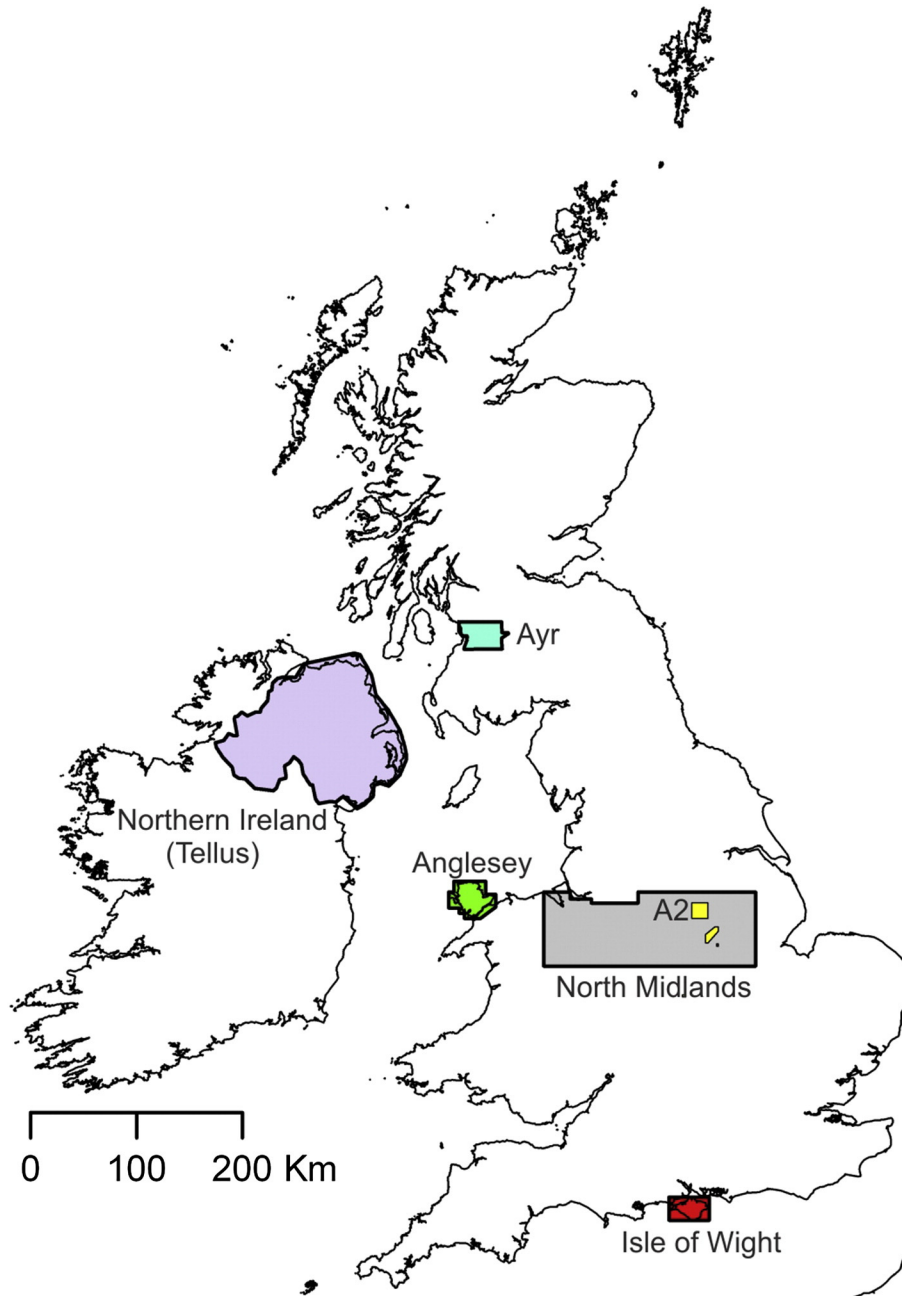 Ayr
Northern Ireland
(Tellus)
Anglesey
A2
North Midlands
0 100 200 Km
Isle of Wight